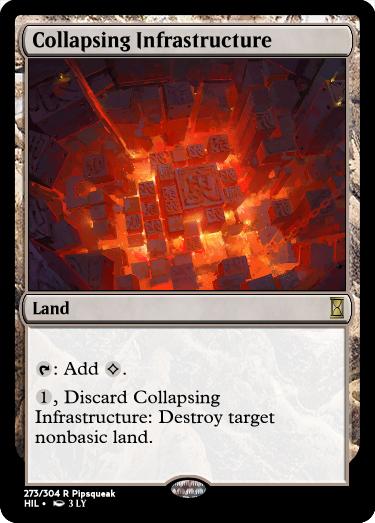 Collapsing Infrastructure
Land
: Add .
1, Discard Collapsing
Infrastructure: Destroy target
nonbasic land.
273/304 R Pipsqueak
HIL • 3 LY